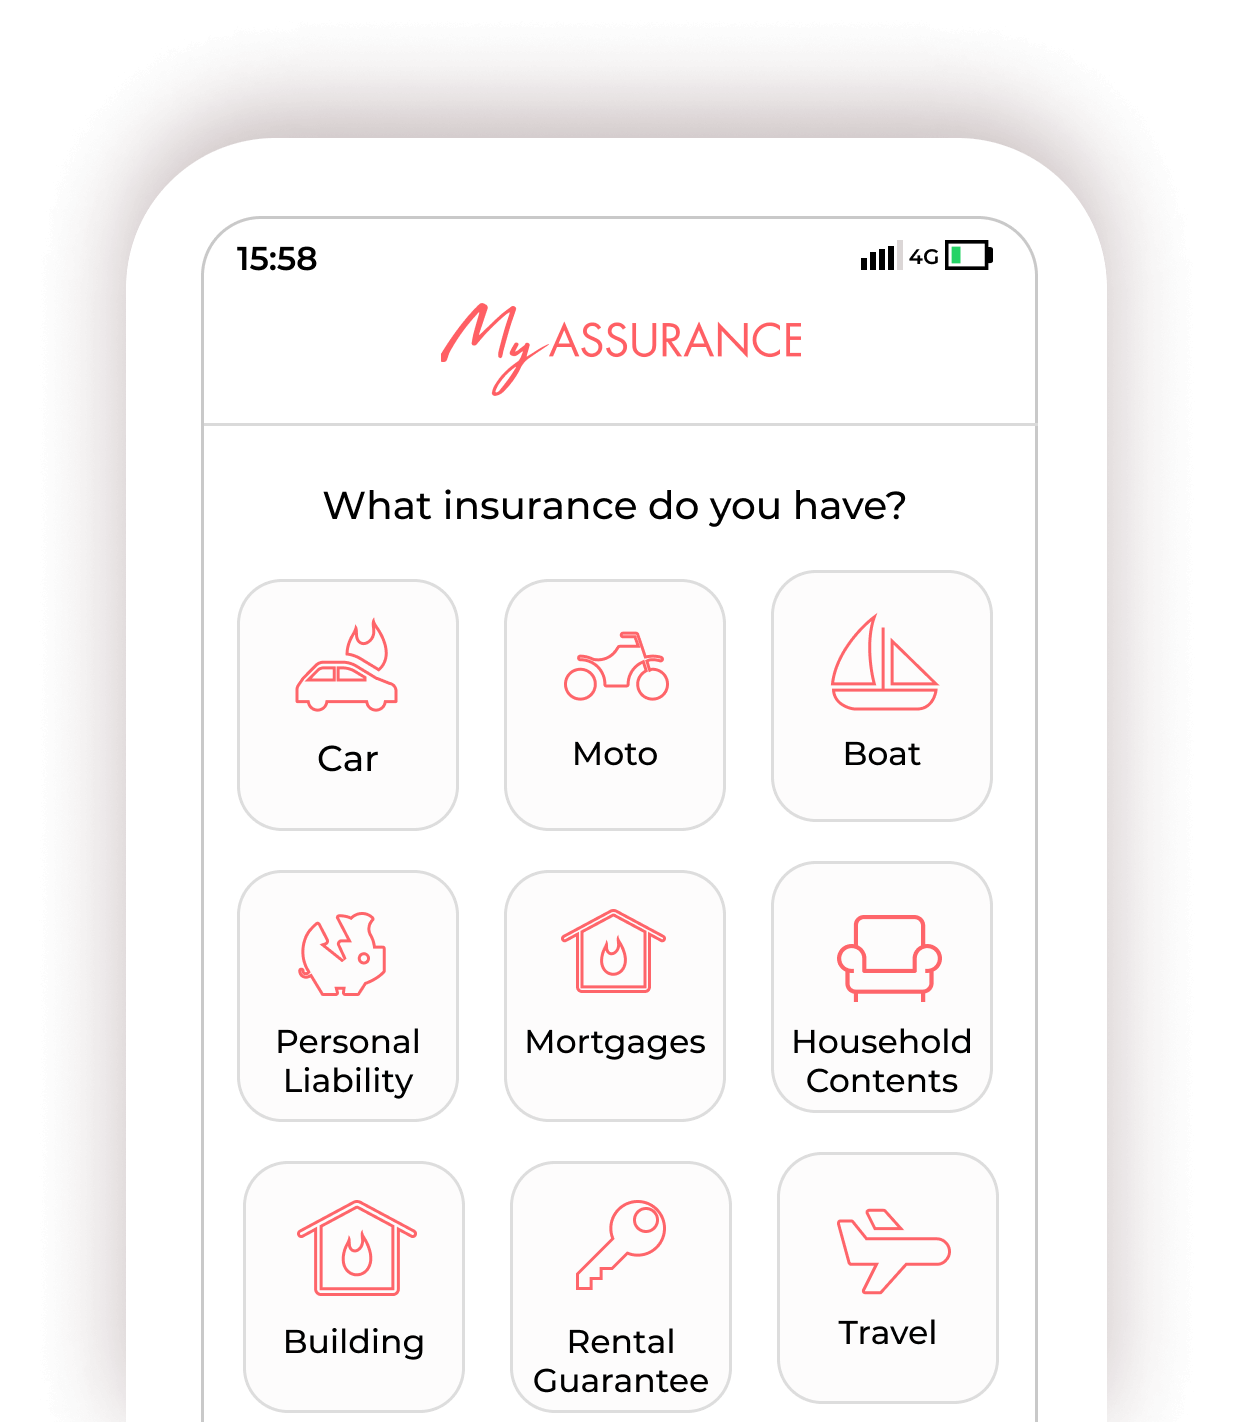 15:58
4G
My ASSURANCE
What insurance do you have?
Car
Moto
Boat
Personal
Liability
Mortgages
Household
Contents
Building
Rental
Guarantee
Travel